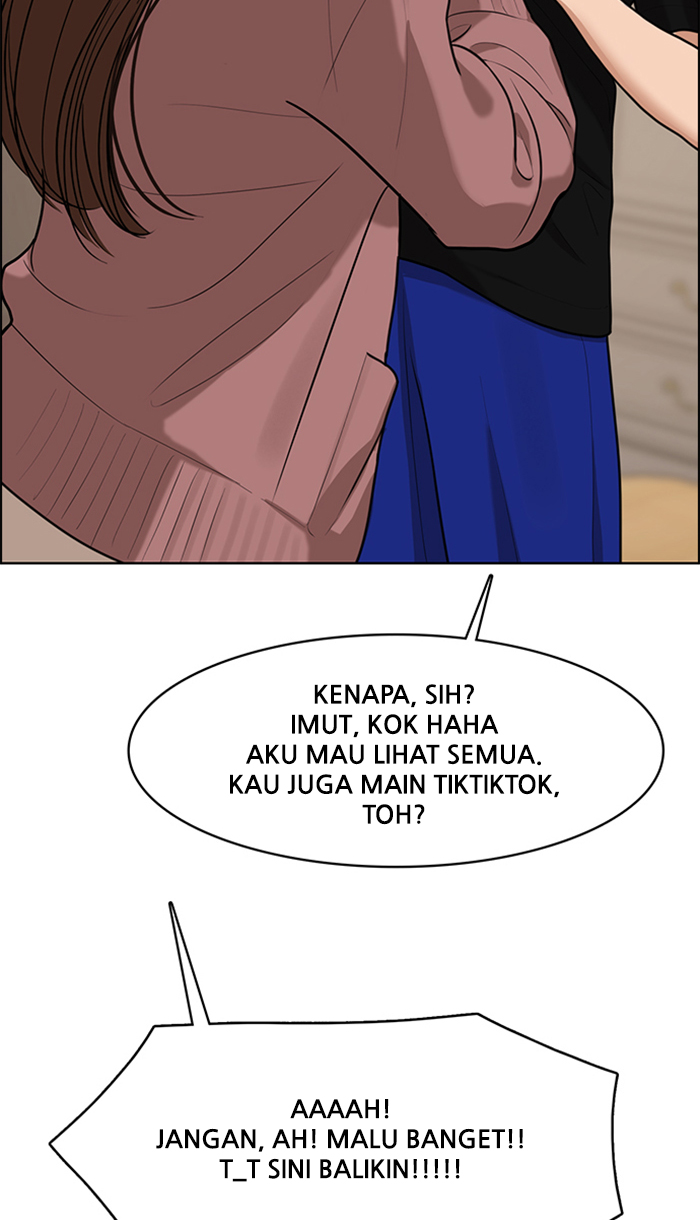 KENAPA, SIH?
IMUT, KOK HAHA
AKU MAU LIHAT SEMUA.
KAU JUGA MAIN TIKTIKTOK,
TOH?
AAAAH!
JANGAN, AH! MALU BANGET!!
T_T SINI BALIKIN!!!!!